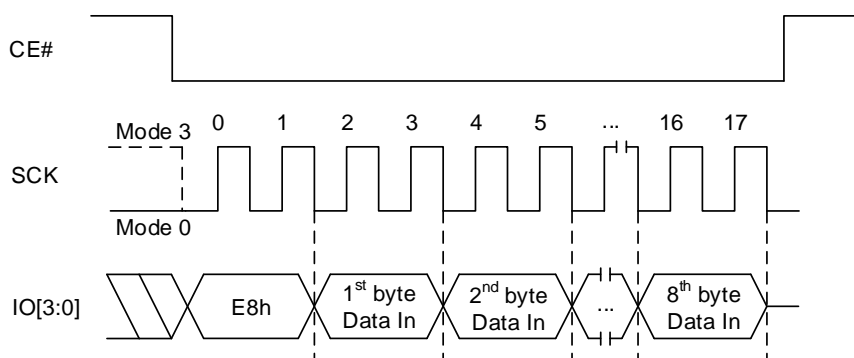 CE#
0 1 2 3 4 5 ... 16 17
Mode 3
SCK
Mode 0
IO[3:0]
E8h
1st byte
Data In
2nd byte
Data In
...
8th byte
Data In